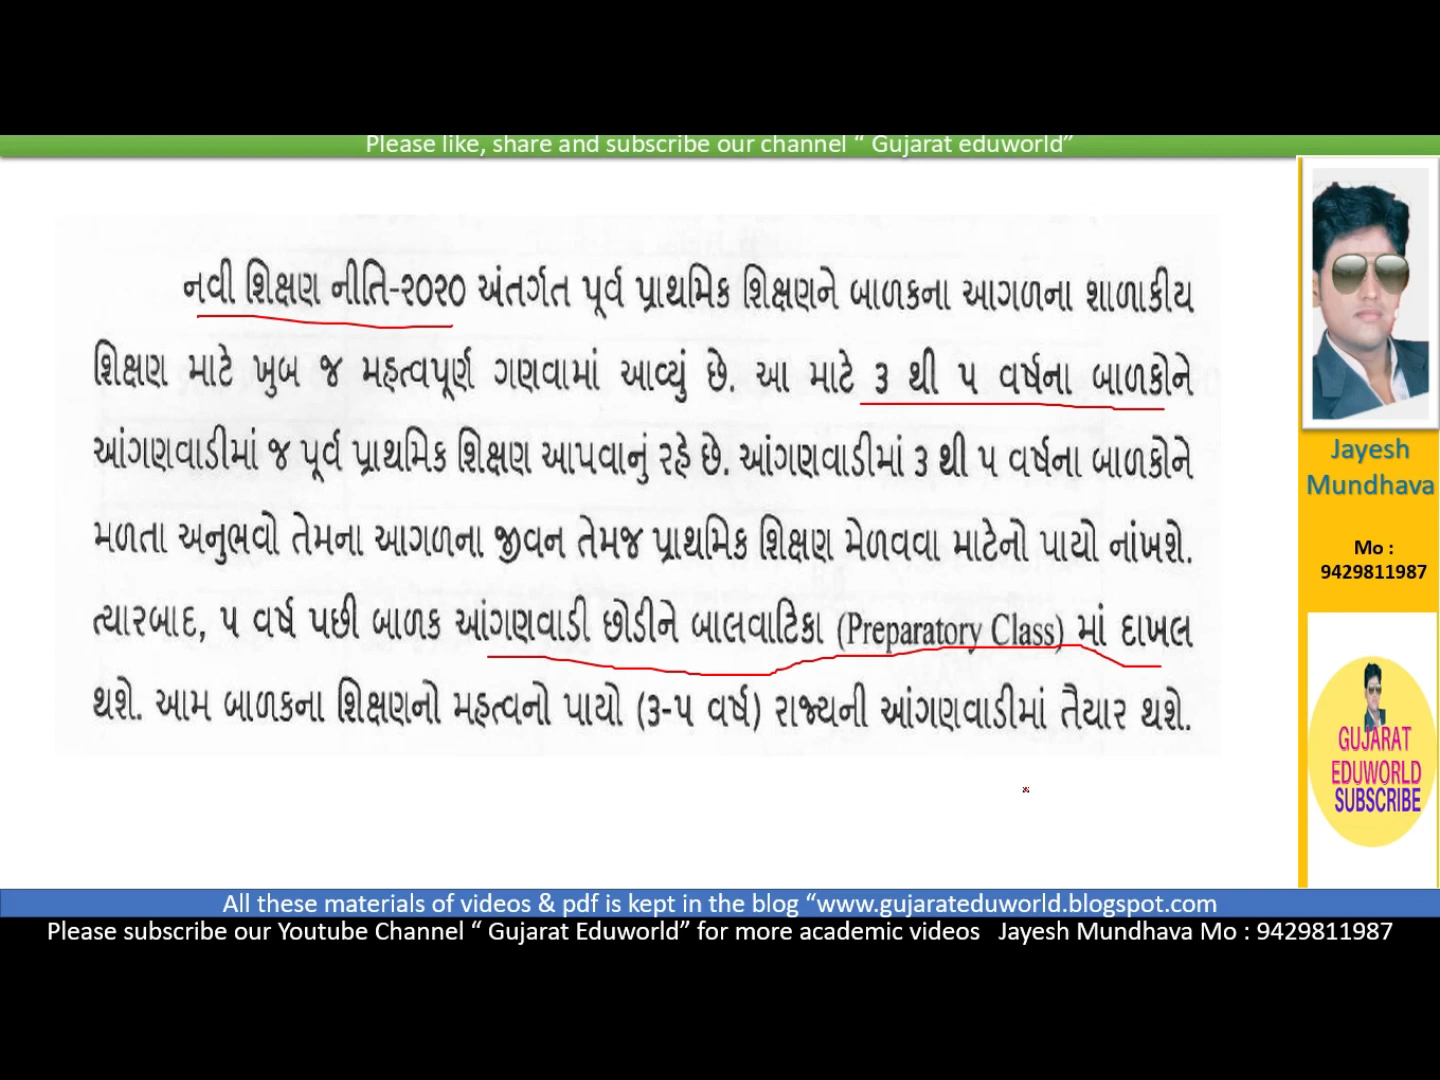 Please like, share and subscribe our channel “ Gujarat eduworld”
નવી શિક્ષણ નીતિ-૨૦૨૦ અંતર્ગત પૂર્વ પ્રાથમિક શિક્ષણને બાળકના આગળના શાળાકીય
શિક્ષણ માટે ખુબ જ મહત્વપૂર્ણ ગણવામાં આવ્યું છે. આ માટે ૩ થી ૫ વર્ષના બાળકોને
આંગણવાડીમાં જ પૂર્વ પ્રાથમિક શિક્ષણ આપવાનું રહે છે. આંગણવાડીમાં ૩ થી ૫ વર્ષના બાળકોને
મળતા અનુભવો તેમના આગળના જીવન તેમજ પ્રાથમિક શિક્ષણ મેળવવા માટેનો પાયો નાંખશે.
ત્યારબાદ, ૫ વર્ષ પછી બાળક આંગણવાડી છોડીને બાલવાટિકા (Preparatory Class) માં દાખલ
થશે. આમ બાળકના શિક્ષણનો મહત્વનો પાયો (૩-૫ વર્ષ) રાજ્યની આંગણવાડીમાં તૈયાર થશે.
Jayesh
Mundhava
Mo :
9429811987
GUJARAT
EDUWORLD
SUBSCRIBE
All these materials of videos & pdf is kept in the blog “www.gujarateduworld.blogspot.com
Please subscribe our Youtube Channel “ Gujarat Eduworld” for more academic videos Jayesh Mundhava Mo : 9429811987